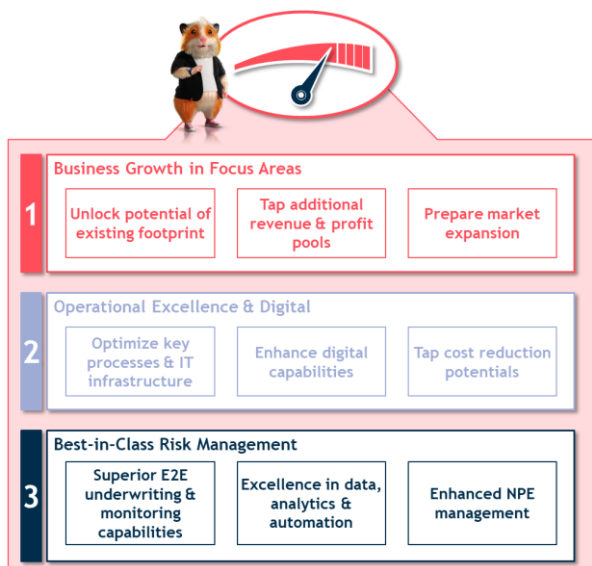 1
Business Growth in Focus Areas
Unlock potential of
existing footprint
Tap additional
revenue & profit
pools
Prepare market
expansion
2
Operational Excellence & Digital
Optimize key
processes & IT
infrastructure
Enhance digital
capabilities
Tap cost reduction
potentials
3
Best-in-Class Risk Management
Superior E2E
underwriting &
monitoring
capabilities
Excellence in data,
analytics &
automation
Enhanced NPE
management